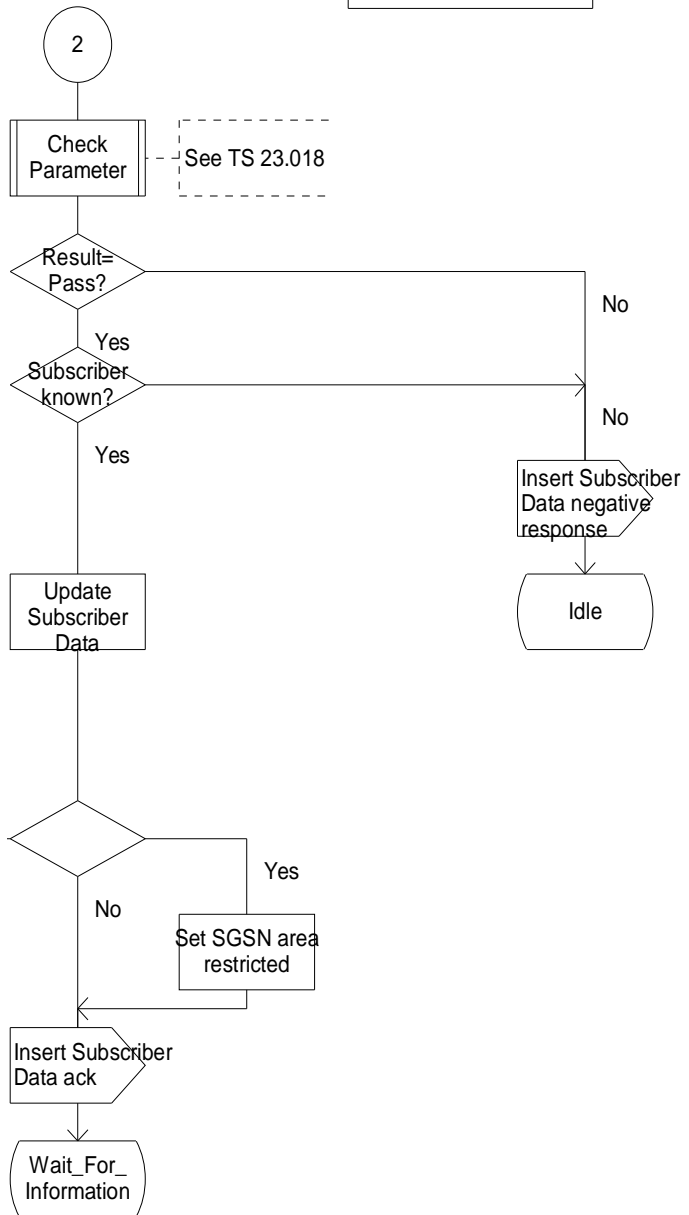 2
Check
Parameter
See TS 23.018
Result=
Pass?
No
Yes
Subscriber
known?
No
Yes
Insert Subscriber
Data negative
response
Update
Subscriber
Data
Idle
Yes
No
Set SGSN area
restricted
Insert Subscriber
Data ack
Wait_For_
Information